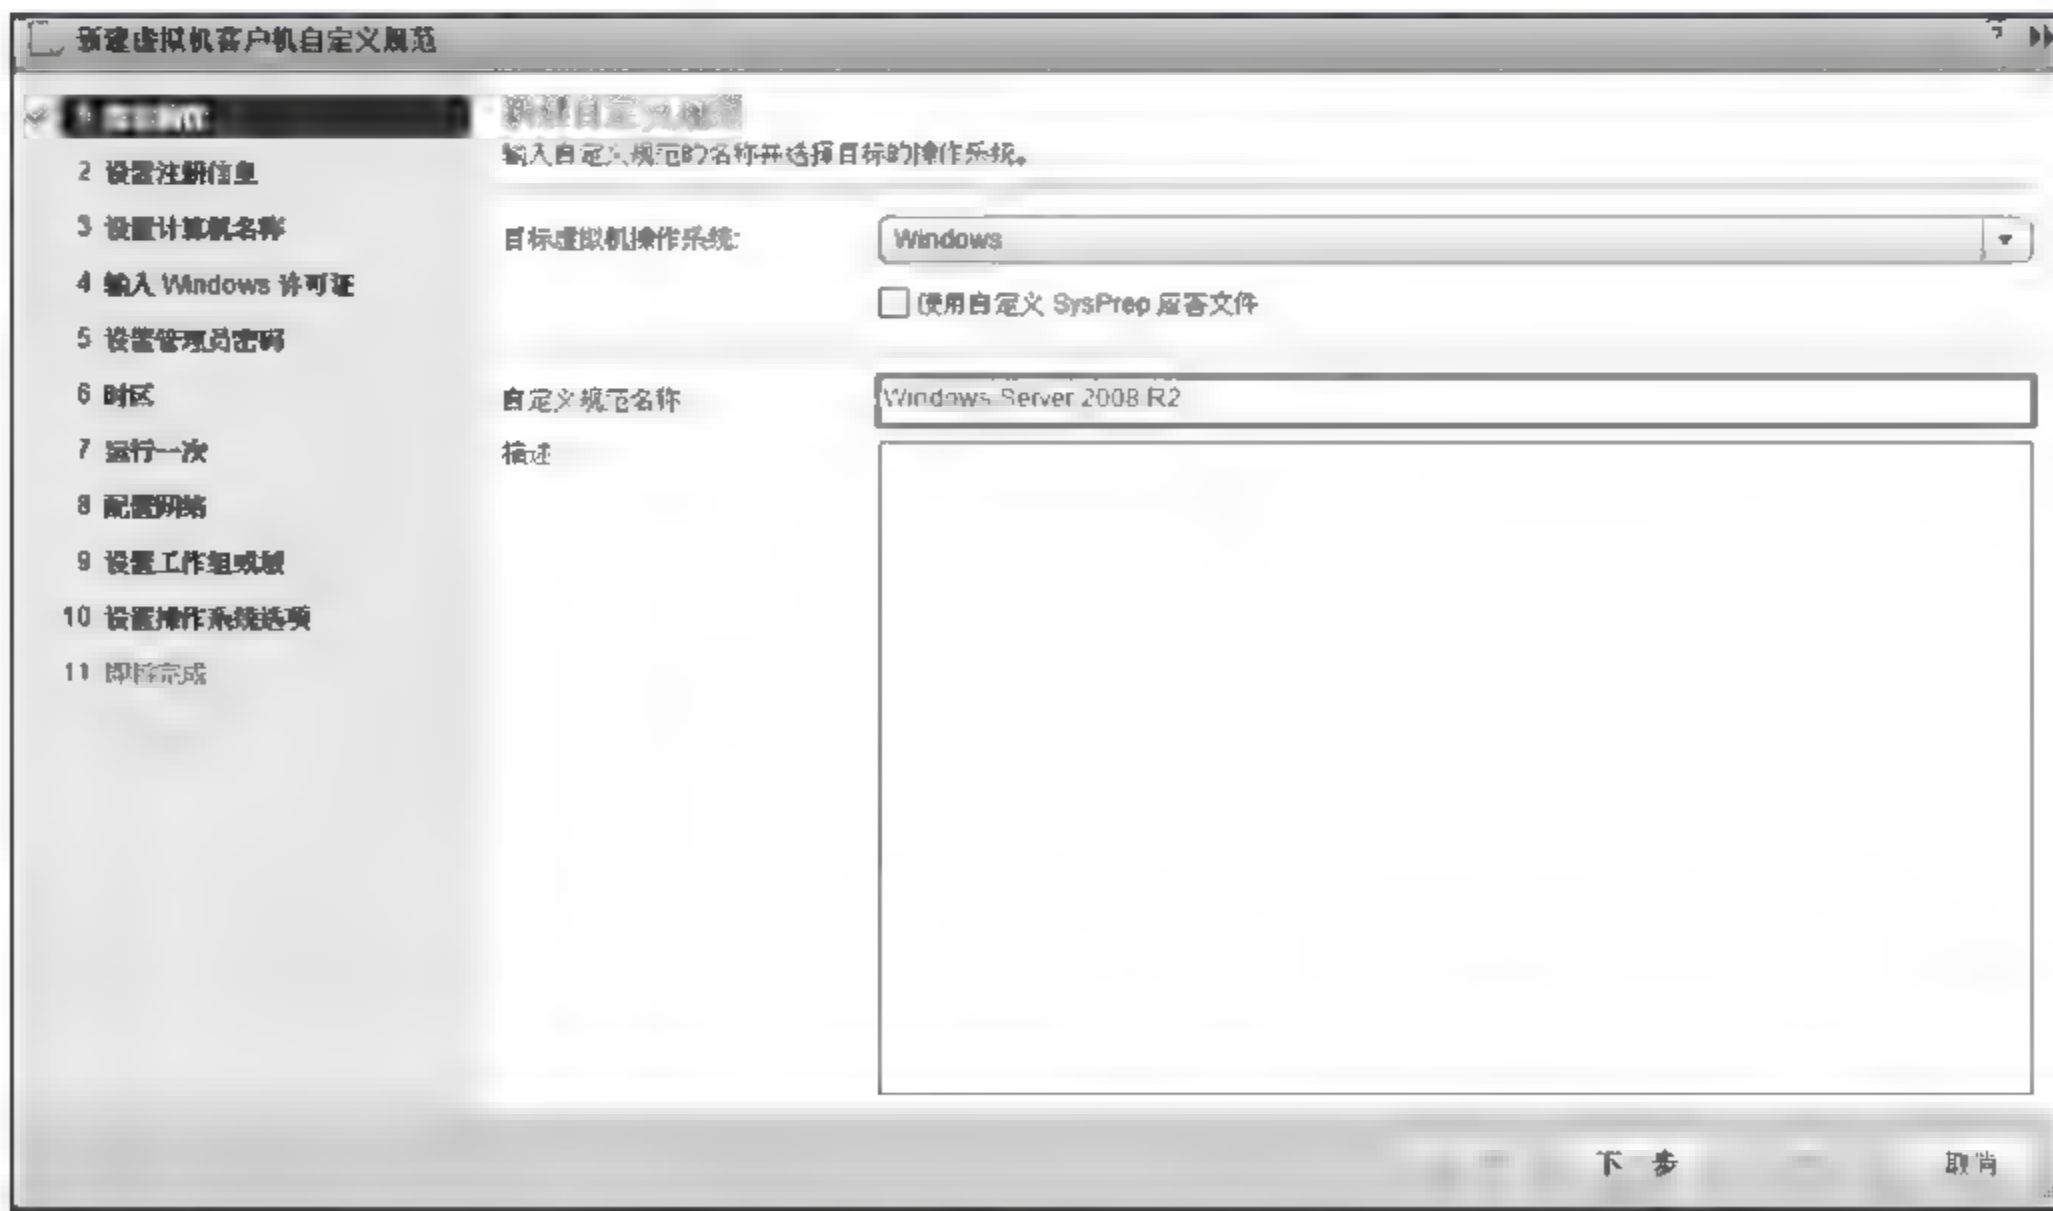 新建虚拟机客户机自定义规范
2 设置注册信息
3 设置计算机名称
4 输入 Windows 许可证
5 设置管理员密码
6 时区
7 运行一次
8 配置网络
9 设置工作组或域
10 设置操作系统选项
11 即将完成
新建自定义规范
输入自定义规范的名称并选择目标的操作系统。
目标虚拟机操作系统:
Windows
使用自定义 SysPrep 应答文件
自定义规范名称
Windows Server 2008 R2
描述
下 步
取消